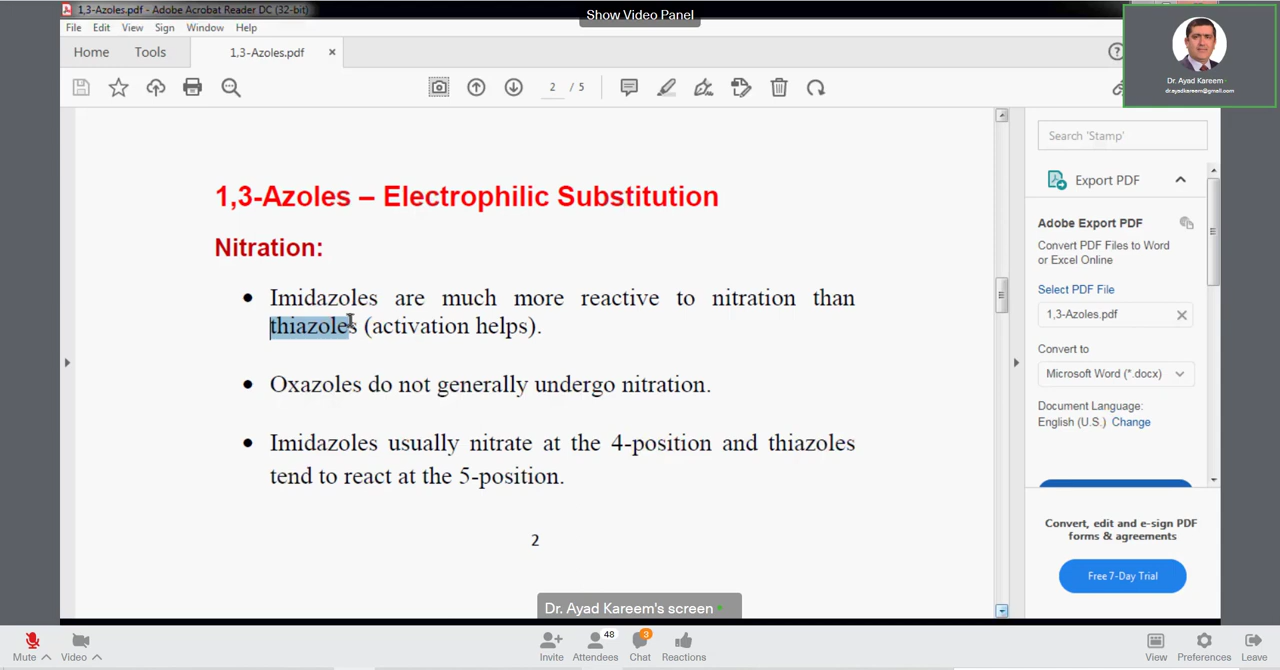 1,3-Azoles.pdf - Adobe Acrobat Reader DC (32-bit)
Show Video Panel
File Edit View Sign Window Help
Home Tools 1,3-Azoles.pdf ×
2 / 5
Dr. Ayad Kareem
dr.ayadkareem@gmail.com
1,3-Azoles – Electrophilic Substitution
Nitration:
• Imidazoles are much more reactive to nitration than
thiazoles (activation helps).
• Oxazoles do not generally undergo nitration.
• Imidazoles usually nitrate at the 4-position and thiazoles
tend to react at the 5-position.
2
Search 'Stamp'
Export PDF
Adobe Export PDF
Convert PDF Files to Word
or Excel Online
Select PDF File
1,3-Azoles.pdf
Convert to
Microsoft Word (*.docx)
Document Language:
English (U.S.) Change
Convert, edit and e-sign PDF
forms & agreements
Free 7-Day Trial
Dr. Ayad Kareem's screen
Mute Video Invite Attendees 48 Chat 3 Reactions View Preferences Leave